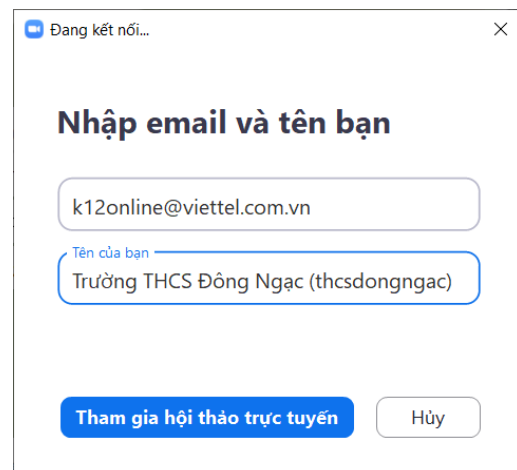 Đang kết nối...
Nhập email và tên bạn
k12online@viettel.com.vn
Tên của bạn
Trường THCS Đông Ngạc (thcsdongngac)
Tham gia hội thảo trực tuyến
Hủy